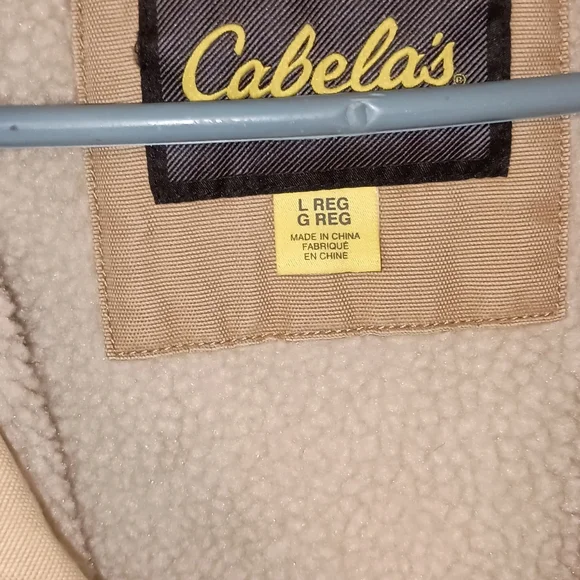 Cabela's®
L REG
G REG
MADE IN CHINA
FABRIQUÉ
EN CHINE